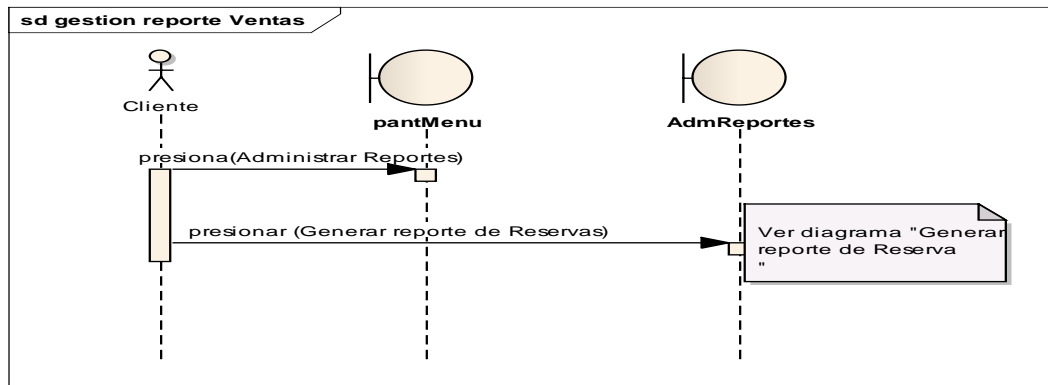 sd gestion reporte Ventas
Cliente
pantMenu
AdmReportes
presiona(Administrar Reportes)
presionar (Generar reporte de Reservas)
Ver diagrama "Generar
reporte de Reserva
"